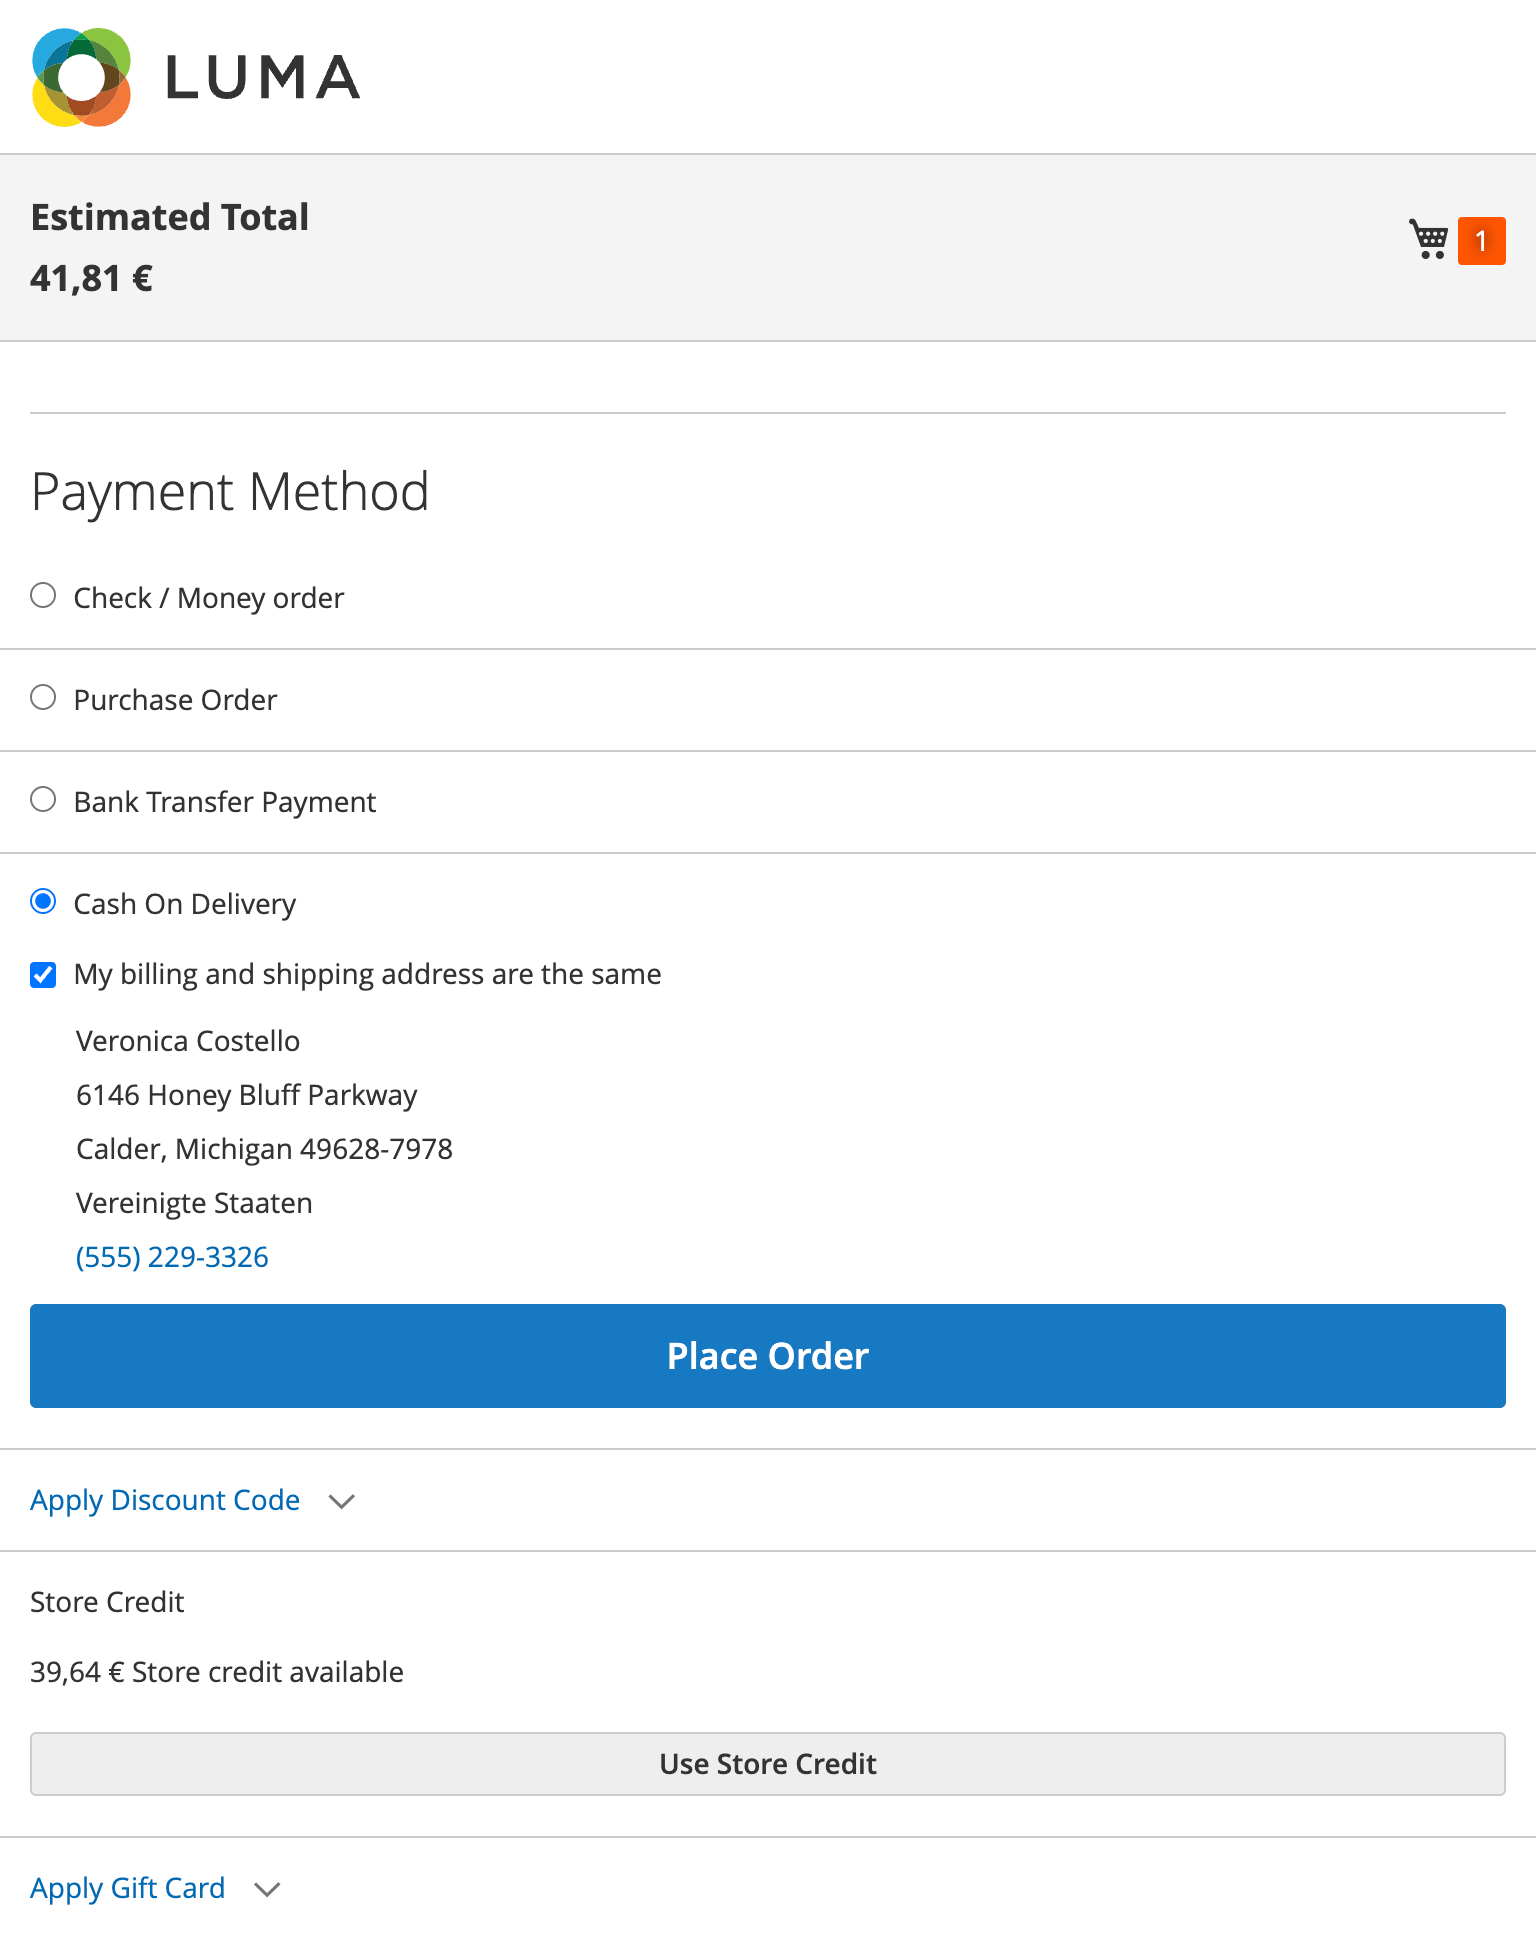 LUMA
Estimated Total
41,81 €
1
Payment Method
Check / Money order
Purchase Order
Bank Transfer Payment
Cash On Delivery
My billing and shipping address are the same
Veronica Costello
6146 Honey Bluff Parkway
Calder, Michigan 49628-7978
Vereinigte Staaten
(555) 229-3326
Place Order
Apply Discount Code
Store Credit
39,64 € Store credit available
Use Store Credit
Apply Gift Card